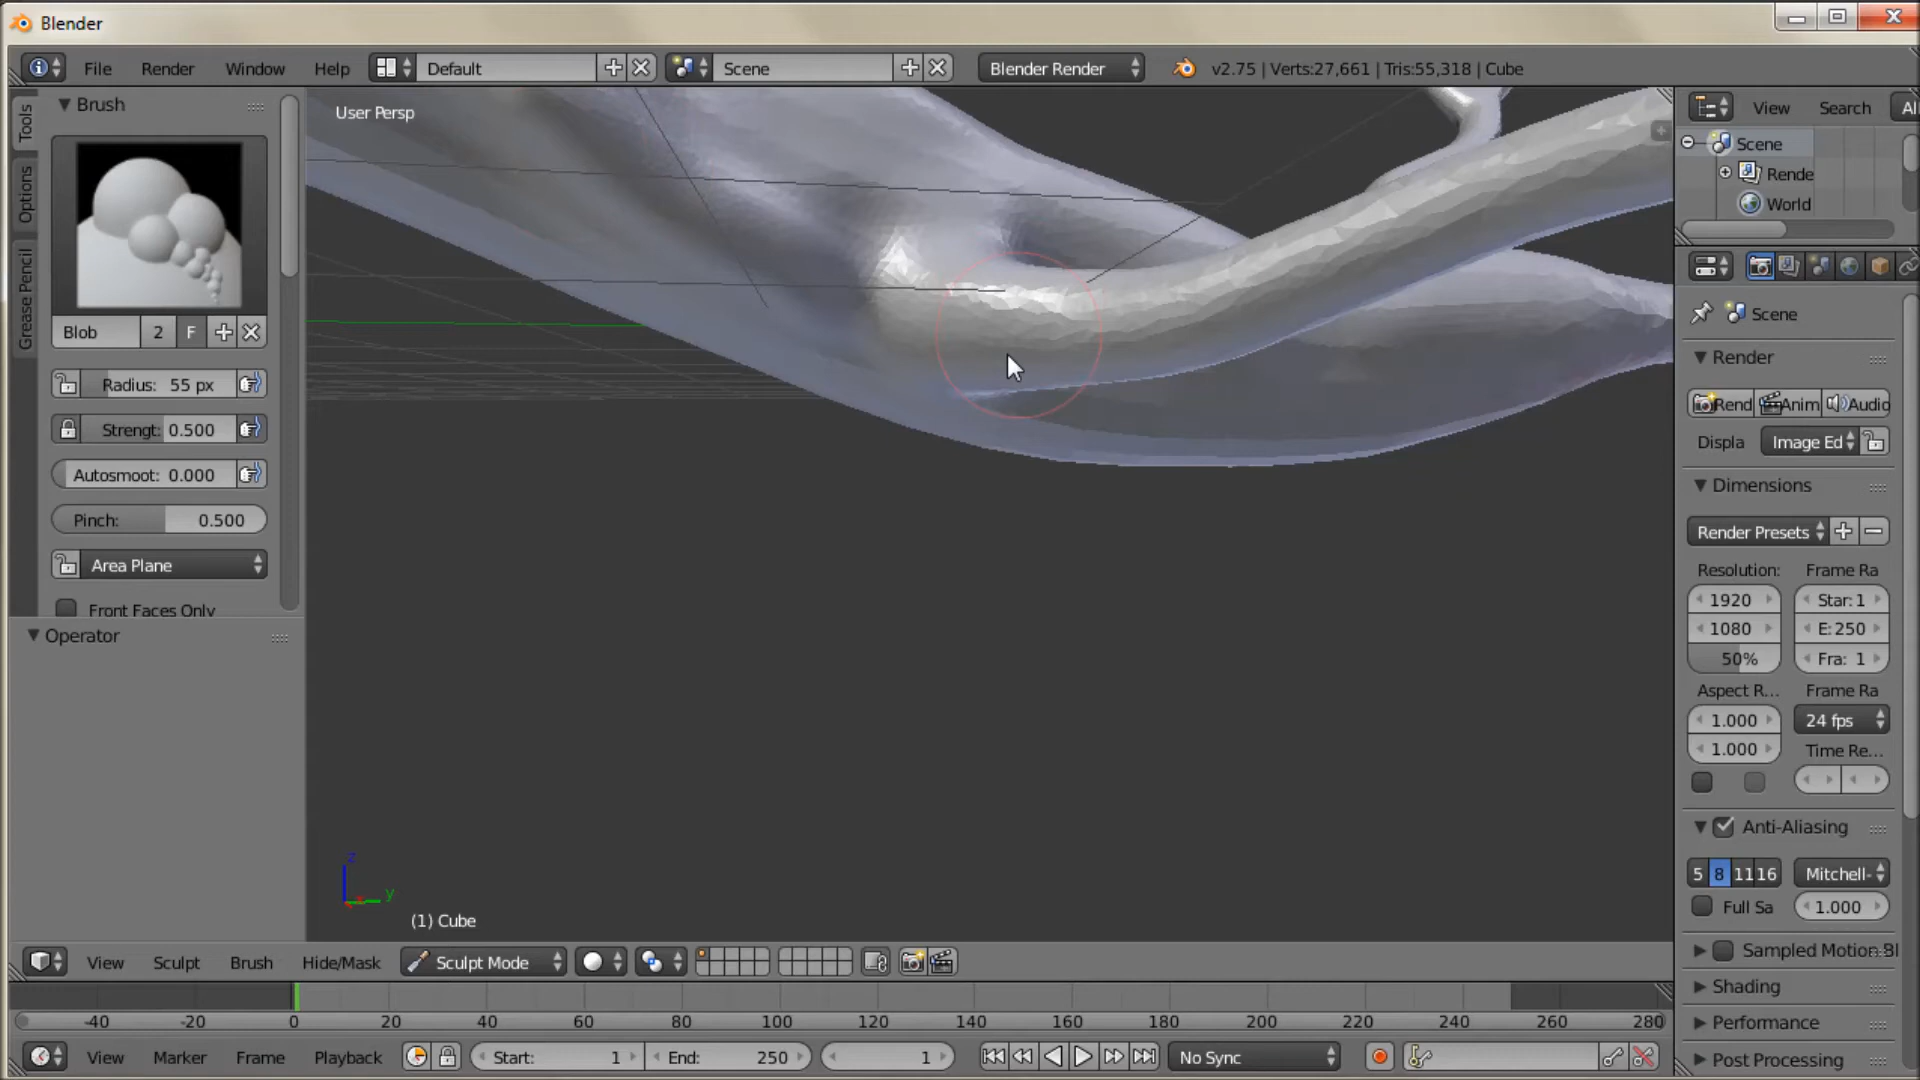 Blender
File Render Window Help Default Scene Blender Render v2.75 | Verts:27,661 | Tris:55,318 | Cube
Tools
Options
Grease Pencil
Brush
Blob 2 F
Radius: 55 px
Strengt: 0.500
Autosmoot: 0.000
Pinch: 0.500
Area Plane
Front Faces Only
Operator
User Persp
z
y
(1) Cube
View Search Al
Scene
Rende
World
Scene
Render
Rend Anim Audio
Displa Image Ed
Dimensions
Render Presets
Resolution: Frame Ra
1920 Star: 1
1080 E: 250
50% Fra: 1
Aspect R... Frame Ra
1.000 24 fps
1.000 Time Re...
Anti-Aliasing
5 8 11 16 Mitchell-
Full Sa 1.000
Sampled Motion Bl
Shading
Performance
Post Processing
View Sculpt Brush Hide/Mask Sculpt Mode
-40 -20 0 20 40 60 80 100 120 140 160 180 200 220 240 260 280
View Marker Frame Playback Start: 1 End: 250 1 No Sync